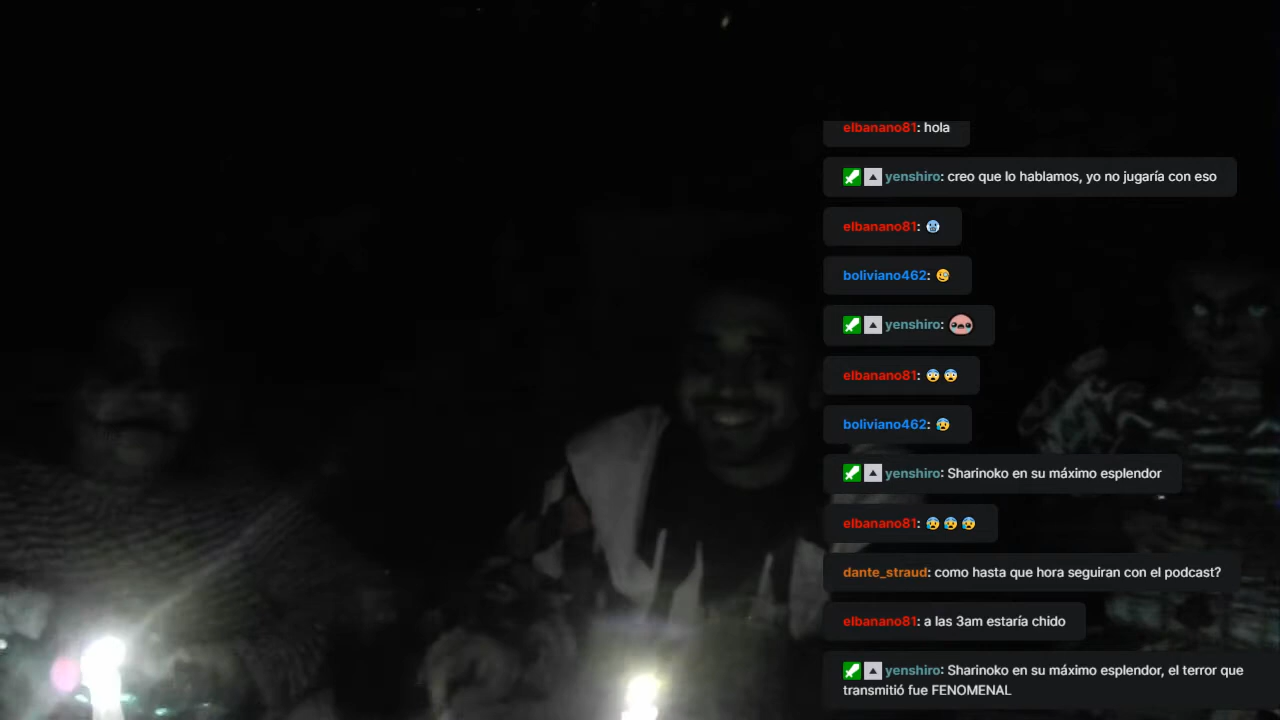 elbanano81: hola
yenshiro: creo que lo hablamos, yo no jugaría con eso
elbanano81: 🥶
boliviano462: 🧐
yenshiro:
elbanano81: 😨 😨
boliviano462: 😰
yenshiro: Sharinoko en su máximo esplendor
elbanano81: 😰 😰 😰
dante_straud: como hasta que hora seguiran con el podcast?
elbanano81: a las 3am estaría chido
yenshiro: Sharinoko en su máximo esplendor, el terror que
transmitió fue FENOMENAL